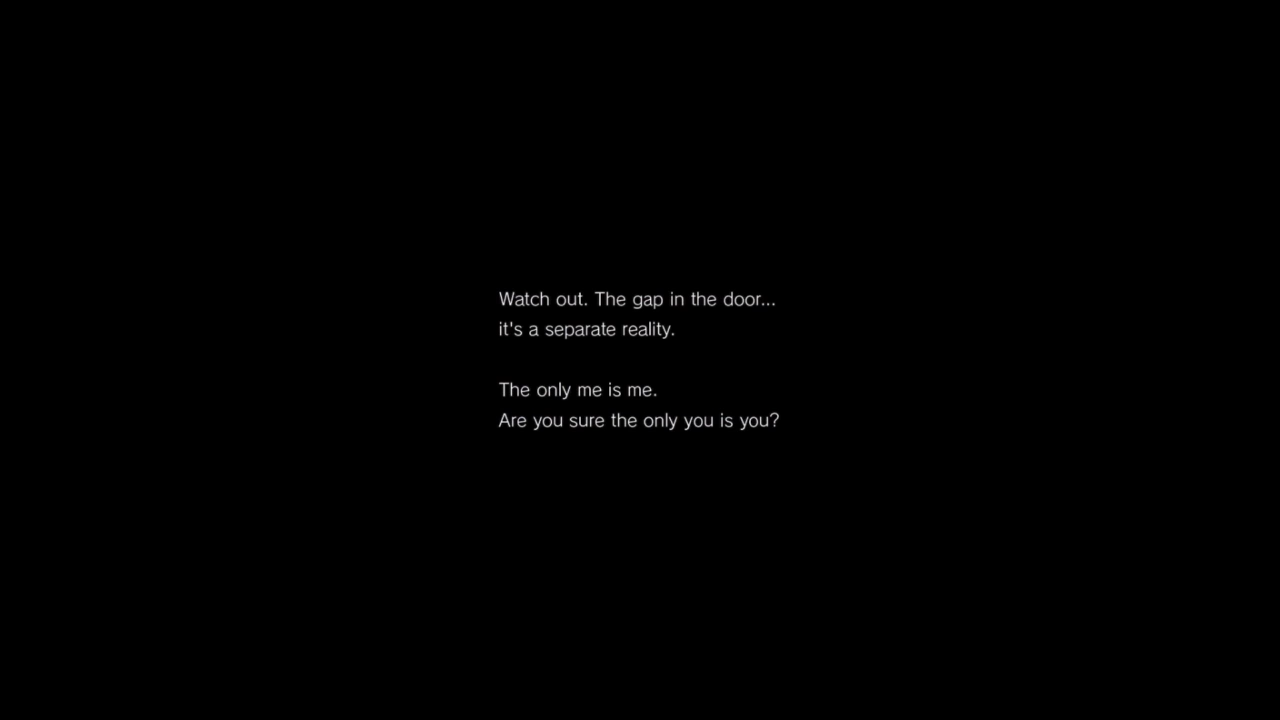 Watch out. The gap in the door...
it's a separate reality.
The only me is me.
Are you sure the only you is you?